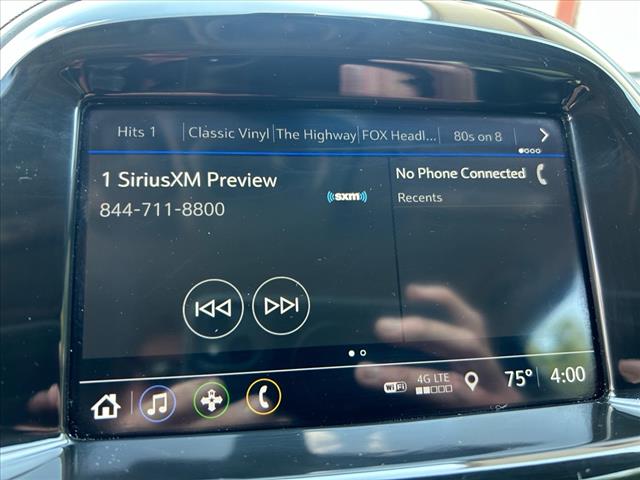 Hits 1 Classic Vinyl The Highway FOX Headl... 80s on 8
1 SiriusXM Preview
844-711-8800
((sxm))
No Phone Connected
Recents
WiFi 4G LTE 75° 4:00